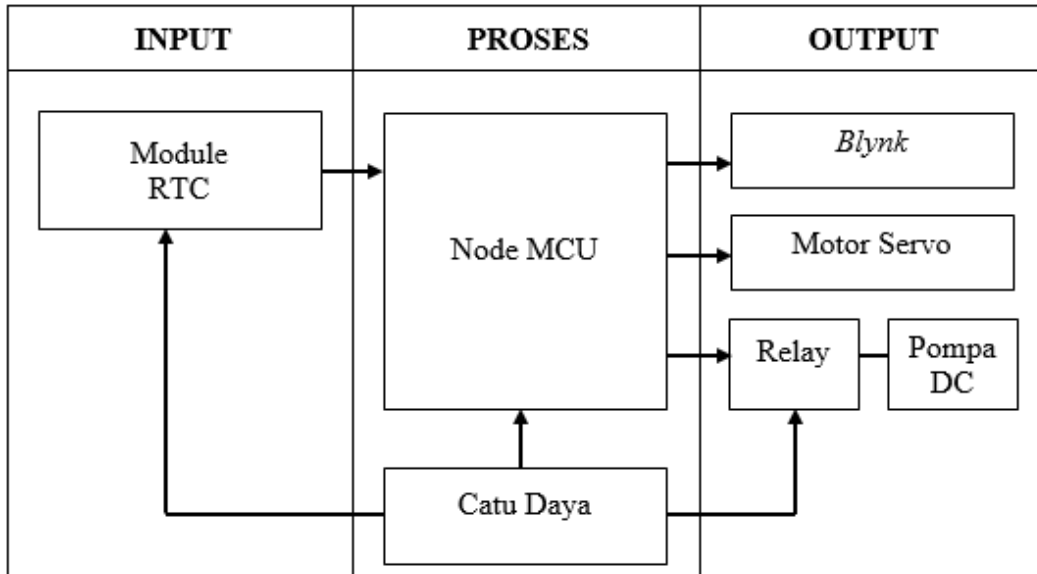 INPUT
PROSES
OUTPUT
Module
RTC
Node MCU
Blynk
Motor Servo
Relay
Pompa
DC
Catu Daya